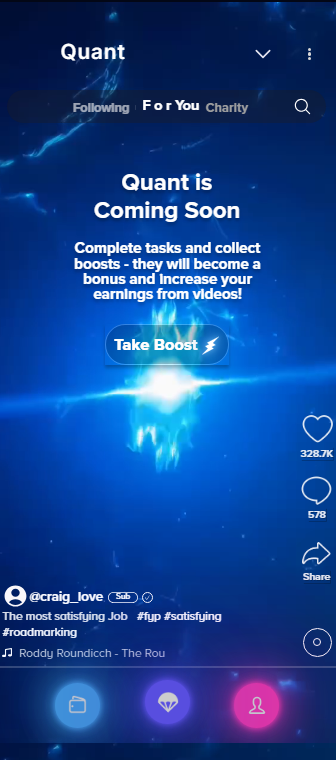 Quant
Following For You Charity
Quant is
Coming Soon
Complete tasks and collect
boosts - they will become a
bonus and increase your
earnings from videos!
Take Boost
328.7K
578
Share
@craig_love Sub
The most satisfying Job #fyp #satisfying
#roadmarking
Roddy Roundicch - The Rou